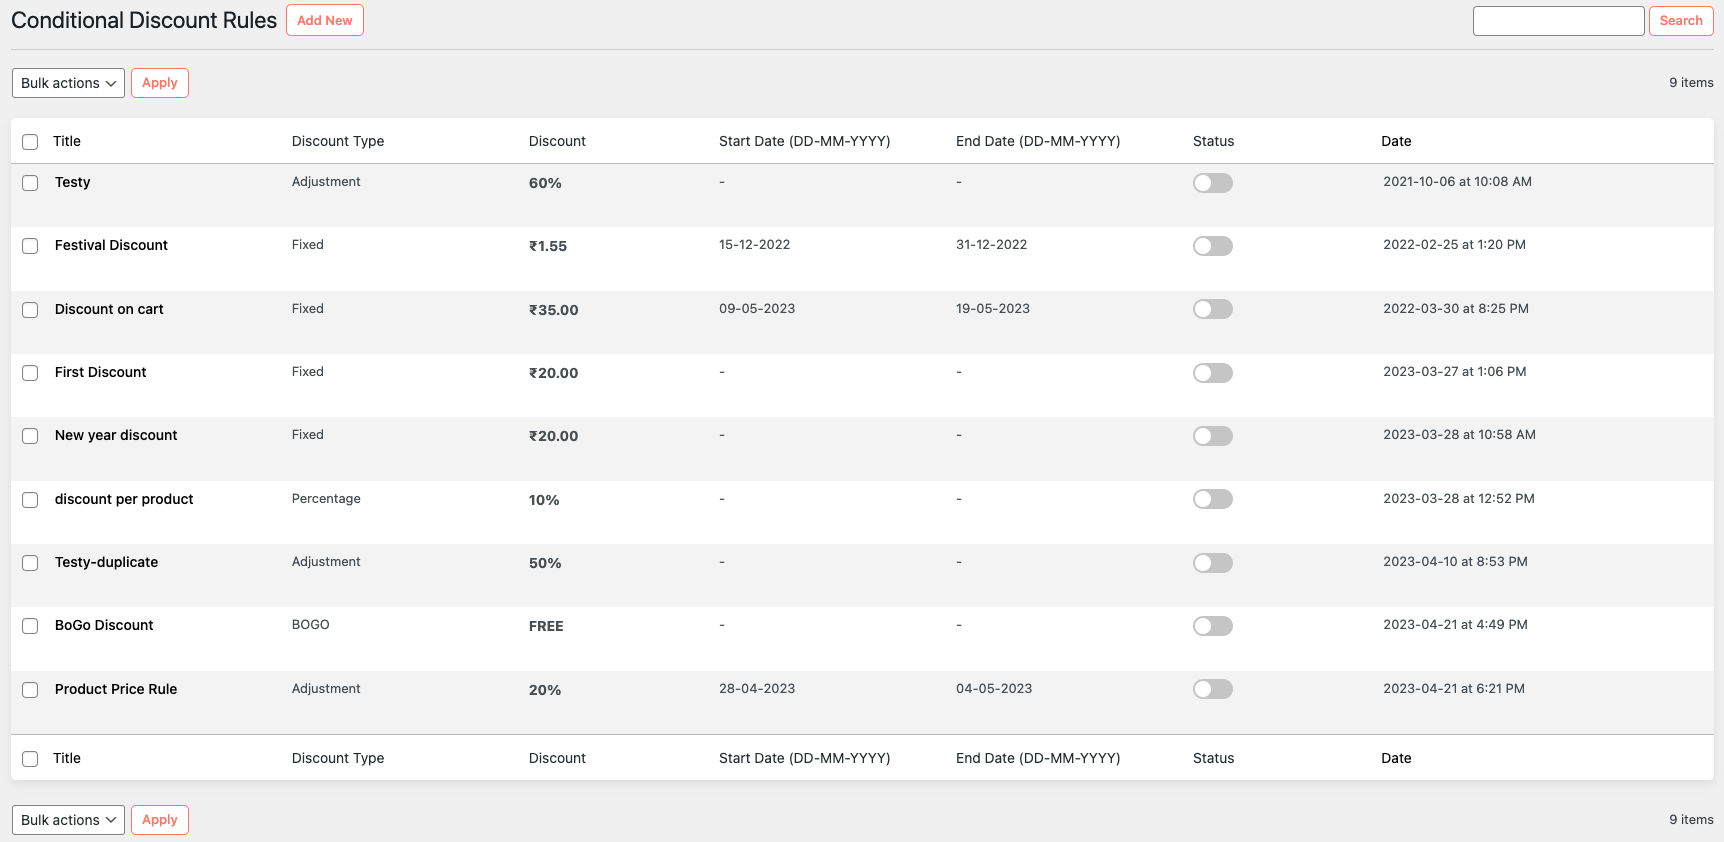 Conditional Discount Rules Add New Search
Bulk actions Apply 9 items
Title Discount Type Discount Start Date (DD-MM-YYYY) End Date (DD-MM-YYYY) Status Date
Testy Adjustment 60% - - 2021-10-06 at 10:08 AM
Festival Discount Fixed ₹1.55 15-12-2022 31-12-2022 2022-02-25 at 1:20 PM
Discount on cart Fixed ₹35.00 09-05-2023 19-05-2023 2022-03-30 at 8:25 PM
First Discount Fixed ₹20.00 - - 2023-03-27 at 1:06 PM
New year discount Fixed ₹20.00 - - 2023-03-28 at 10:58 AM
discount per product Percentage 10% - - 2023-03-28 at 12:52 PM
Testy-duplicate Adjustment 50% - - 2023-04-10 at 8:53 PM
BoGo Discount BOGO FREE - - 2023-04-21 at 4:49 PM
Product Price Rule Adjustment 20% 28-04-2023 04-05-2023 2023-04-21 at 6:21 PM
Title Discount Type Discount Start Date (DD-MM-YYYY) End Date (DD-MM-YYYY) Status Date
Bulk actions Apply 9 items